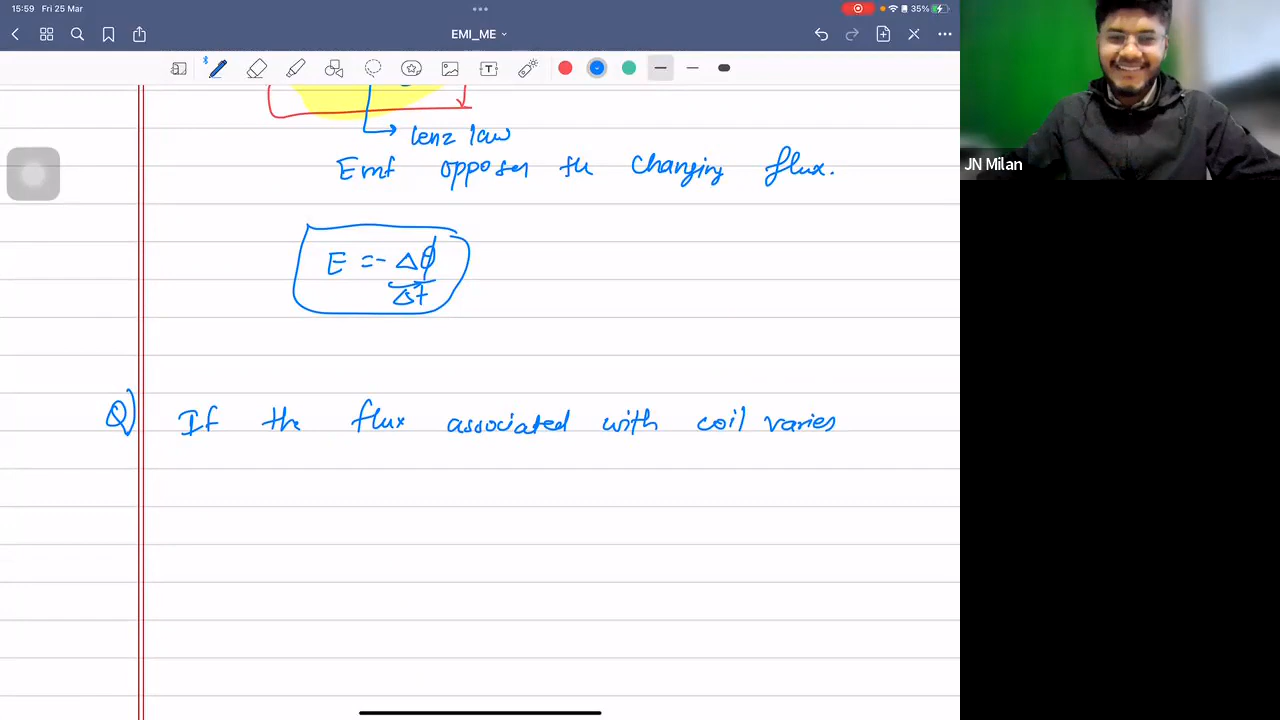 15:59 Fri 25 Mar
35%
EMI_ME
lenz law
Emf opposes the changing flux.
E = - Δϕ
Δt
Q) If the flux associated with coil varies
JN Milan